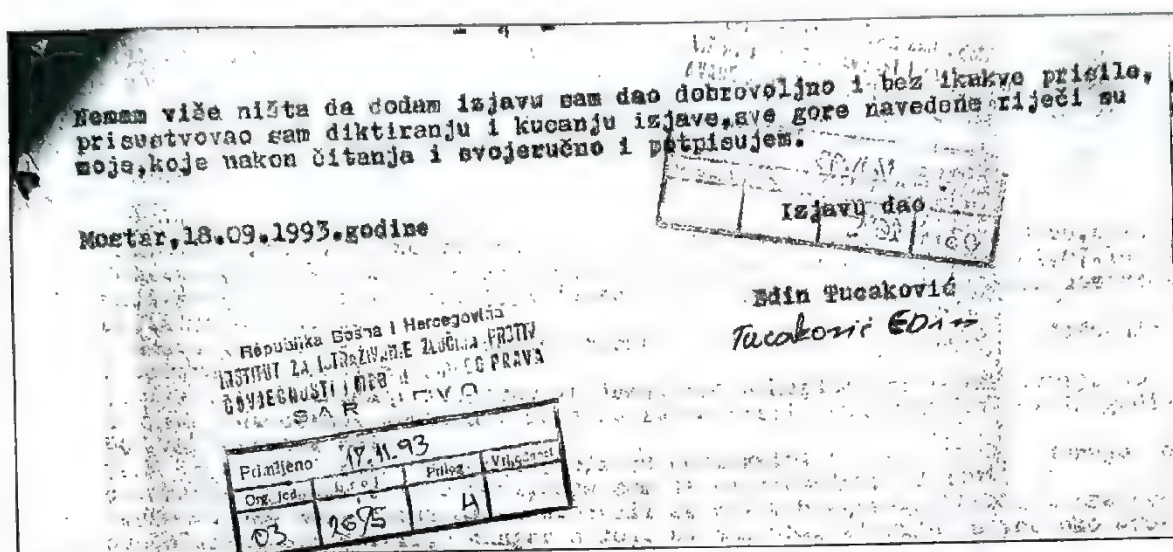 Nemam više ništa da dodam izjavu sam dao dobrovoljno i bez ikakve prisile,
prisustvovao sam diktiranju i kucanju izjave,sve gore navedene riječi su
moje,koje nakon čitanja i svojeručno i potpisujem.
Izjavu dao
Mostar,18.09.1993.godine
Edin Tucaković
Tucaković EDin
Republika Bosna i Hercegovina
INSTITUT ZA ISTRAŽIVANJE ZLOČINA PROTIV
ČOVJEČNOSTI I PRAVA
SARAJEVO
Primljeno 17.11.93
Org. jed. Broj Prilog Vrijednost
03 2675 4